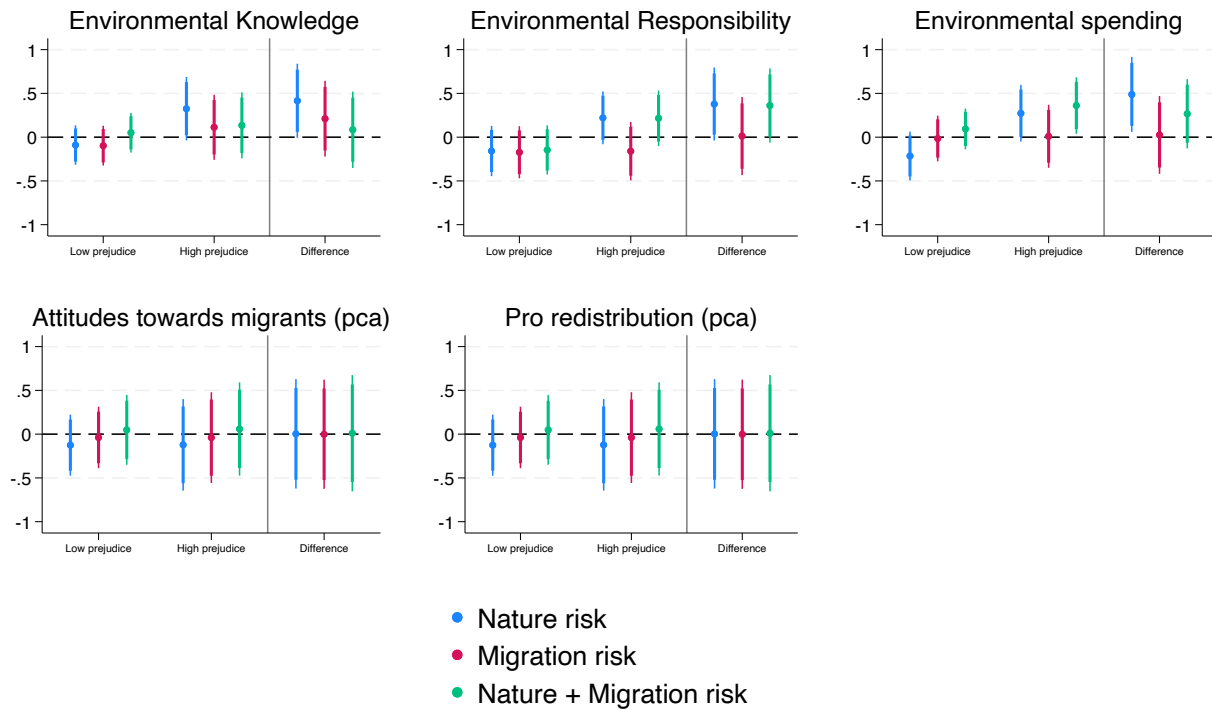 Environmental Knowledge
1
.5
0
-.5
-1
Low prejudice High prejudice Difference
Environmental Responsibility
1
.5
0
-.5
-1
Low prejudice High prejudice Difference
Environmental spending
1
.5
0
-.5
-1
Low prejudice High prejudice Difference
Attitudes towards migrants (pca)
1
.5
0
-.5
-1
Low prejudice High prejudice Difference
Pro redistribution (pca)
1
.5
0
-.5
-1
Low prejudice High prejudice Difference
Nature risk
Migration risk
Nature + Migration risk